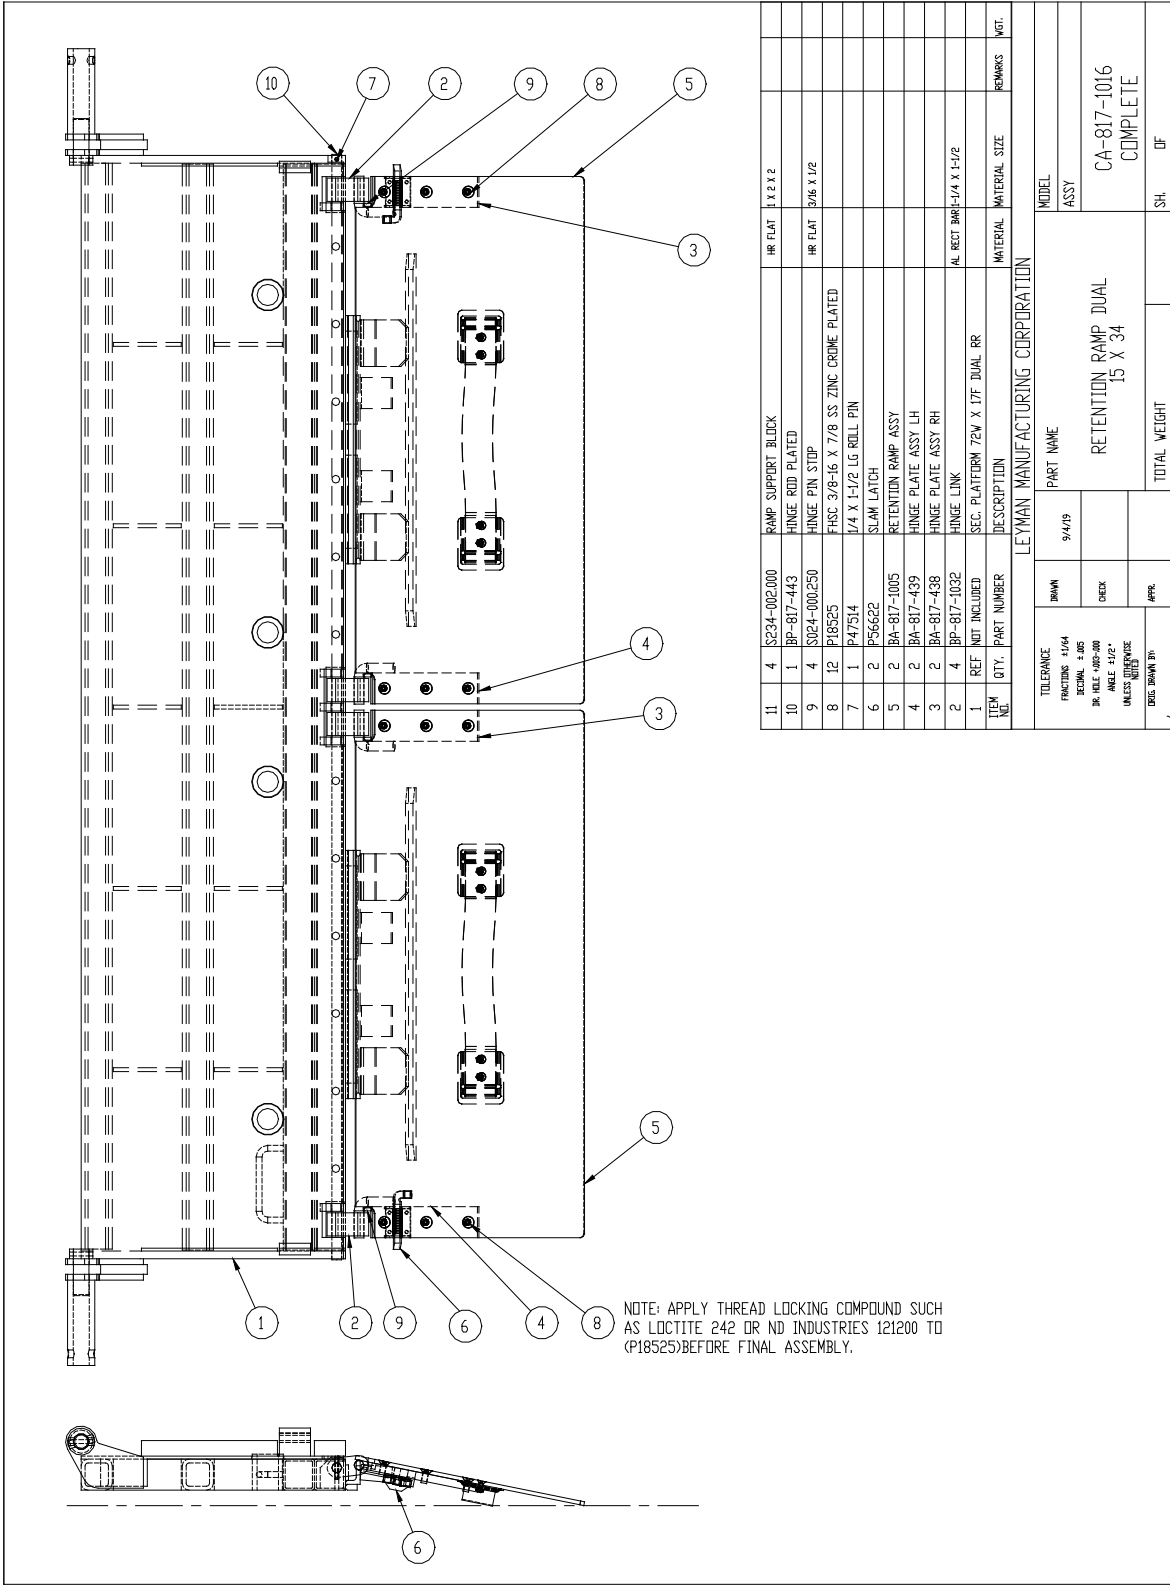 10
7
2
9
8
5
3
4
3
5
1
2
9
6
4
8
6
NOTE: APPLY THREAD LOCKING COMPOUND SUCH
AS LOCTITE 242 OR ND INDUSTRIES 121200 TO
(P18525)BEFORE FINAL ASSEMBLY.
11 4 S234-002.000 RAMP SUPPORT BLOCK HR FLAT 1 X 2 X 2
10 1 BP-817-443 HINGE ROD PLATED
9 4 S024-000.250 HINGE PIN STOP HR FLAT 3/16 X 1/2
8 12 P18525 FHSC 3/8-16 X 7/8 SS ZINC CROME PLATED
7 1 P47514 1/4 X 1-1/2 LG ROLL PIN
6 2 P56622 SLAM LATCH
5 2 BA-817-1005 RETENTION RAMP ASSY
4 2 BA-817-439 HINGE PLATE ASSY LH
3 2 BA-817-438 HINGE PLATE ASSY RH
2 4 BP-817-1032 HINGE LINK AL RECT BAR 1-1/4 X 1-1/2
1 REF NOT INCLUDED SEC. PLATFORM 72W X 17F DUAL RR
ITEM NO. QTY. PART NUMBER DESCRIPTION MATERIAL MATERIAL SIZE REMARKS WGT.
LEYMAN MANUFACTURING CORPORATION
TOLERANCE
FRACTIONS ±1/64
DECIMAL ±.005
DR. HOLE +.003-.000
ANGLE ±1/2°
UNLESS OTHERWISE
NOTED
ORIG. DRAWN BY:
DRAWN 9/4/19
CHECK
APPR.
PART NAME
RETENTION RAMP DUAL
15 X 34
TOTAL WEIGHT
MODEL
ASSY
CA-817-1016
COMPLETE
SH. OF